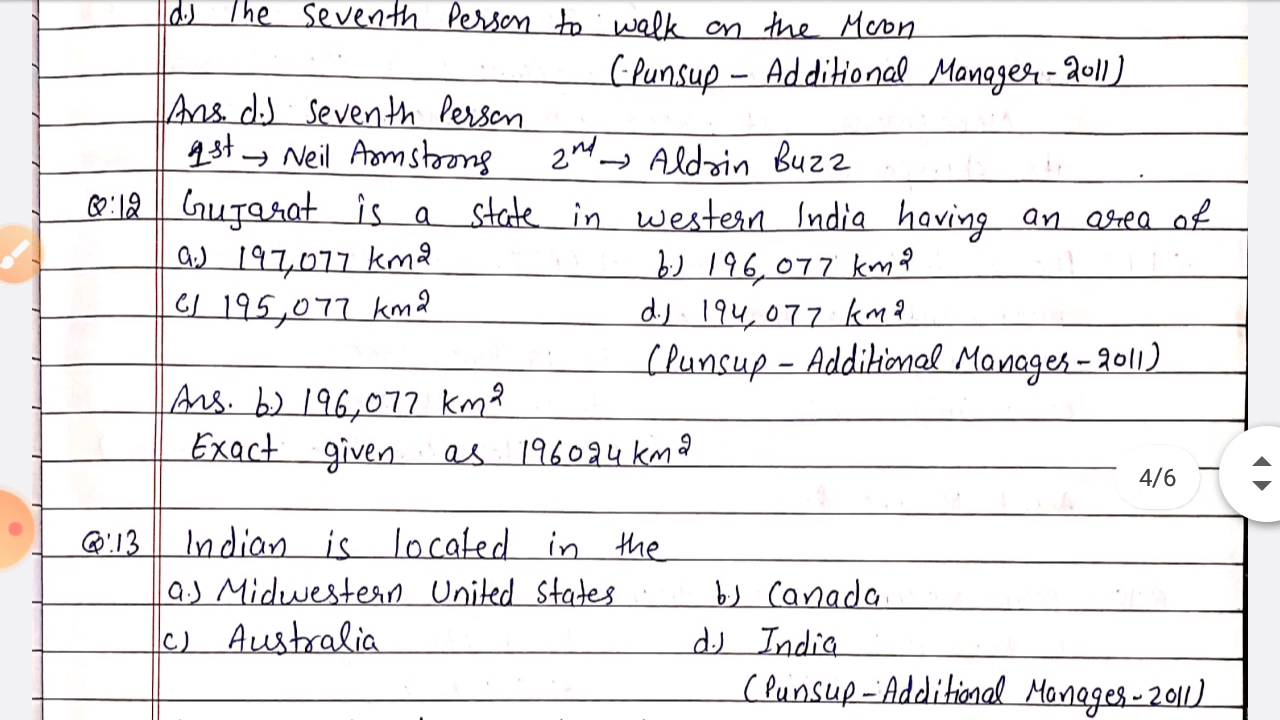 d.) The Seventh Person to walk on the Moon
(Punsup - Additional Manager-2011)
Ans. d.) Seventh Person
1st → Neil Armstrong 2nd → Aldrin Buzz
Q:12 Gujarat is a state in western India having an area of
a.) 197,077 km2 b.) 196,077 km2
c) 195,077 km2 d.) 194,077 km2
(Punsup - Additional Manager-2011)
Ans. b.) 196,077 km2
Exact given as 196024 km2
4/6
Q:13 Indian is located in the
a.) Midwestern United States b) Canada
c) Australia d.) India
(Punsup - Additional Manager-2011)